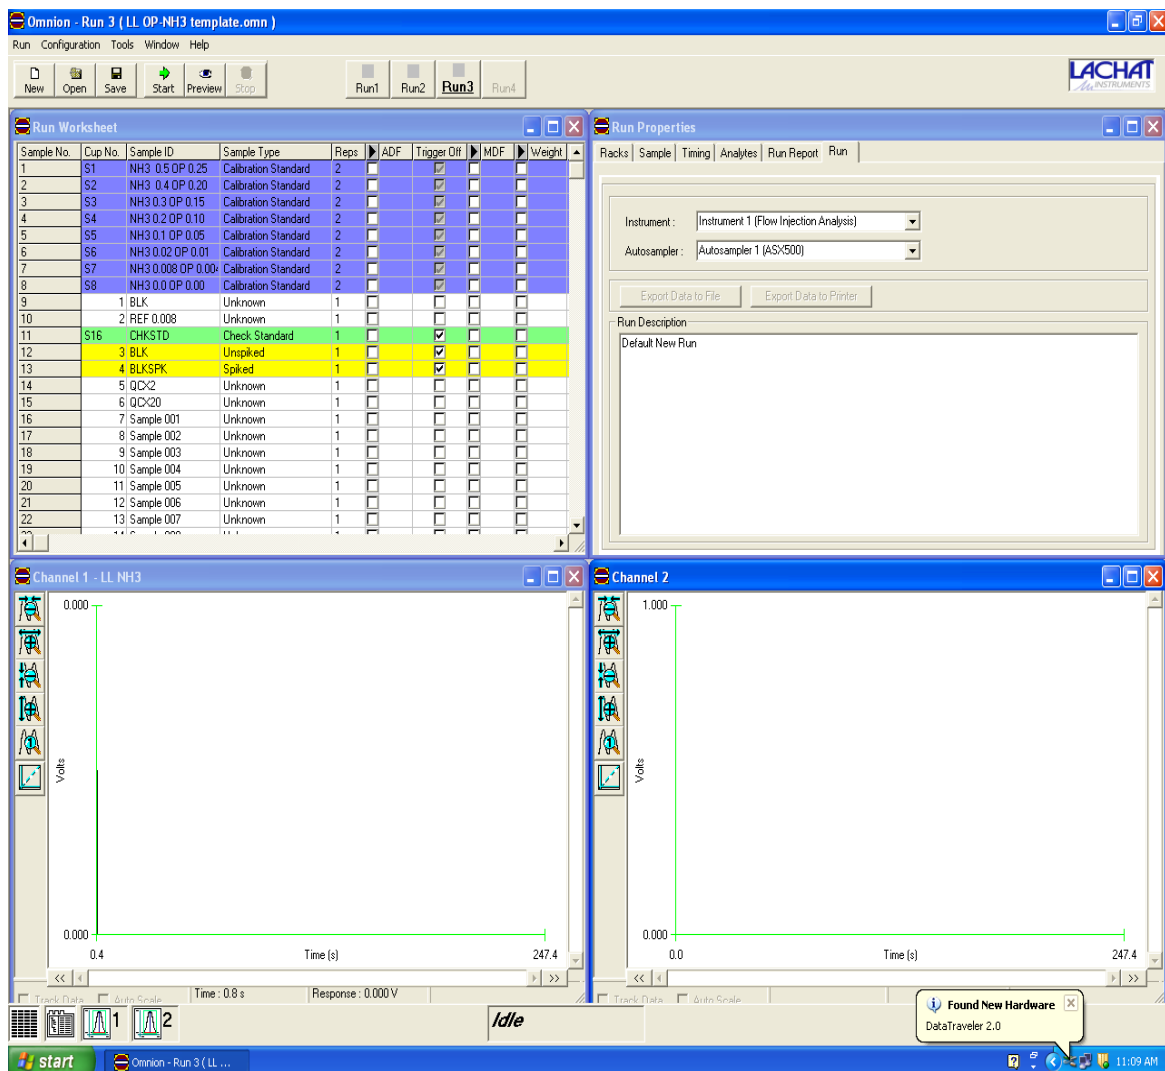 Omnion - Run 3 ( LL OP-NH3 template.omn )
Run Configuration Tools Window Help
New Open Save Start Preview Stop Run1 Run2 Run3 Run4
LACHAT
INSTRUMENTS
Run Worksheet
Sample No. Cup No. Sample ID Sample Type Reps ADF Trigger Off MDF Weight
1 S1 NH3 0.5 OP 0.25 Calibration Standard 2
2 S2 NH3 0.4 OP 0.20 Calibration Standard 2
3 S3 NH3 0.3 OP 0.15 Calibration Standard 2
4 S4 NH3 0.2 OP 0.10 Calibration Standard 2
5 S5 NH3 0.1 OP 0.05 Calibration Standard 2
6 S6 NH3 0.02 OP 0.01 Calibration Standard 2
7 S7 NH3 0.008 OP 0.004 Calibration Standard 2
8 S8 NH3 0.0 OP 0.00 Calibration Standard 2
9 1 BLK Unknown 1
10 2 REF 0.008 Unknown 1
11 S16 CHKSTD Check Standard 1
12 3 BLK Unspiked 1
13 4 BLKSPK Spiked 1
14 5 QCX2 Unknown 1
15 6 QCX20 Unknown 1
16 7 Sample 001 Unknown 1
17 8 Sample 002 Unknown 1
18 9 Sample 003 Unknown 1
19 10 Sample 004 Unknown 1
20 11 Sample 005 Unknown 1
21 12 Sample 006 Unknown 1
22 13 Sample 007 Unknown 1
Run Properties
Racks Sample Timing Analytes Run Report Run
Instrument : Instrument 1 (Flow Injection Analysis)
Autosampler : Autosampler 1 (ASX500)
Export Data to File Export Data to Printer
Run Description
Default New Run
Channel 1 - LL NH3
0.000
Volts
0.000
0.4 Time (s) 247.4
<< >>
Track Data Auto Scale Time : 0.8 s Response : 0.000 V
Channel 2
1.000
Volts
0.000
0.0 Time (s) 247.4
<< >>
Track Data Auto Scale
1 2 Idle
Found New Hardware
DataTraveler 2.0
start Omnion - Run 3 ( LL ... 11:09 AM